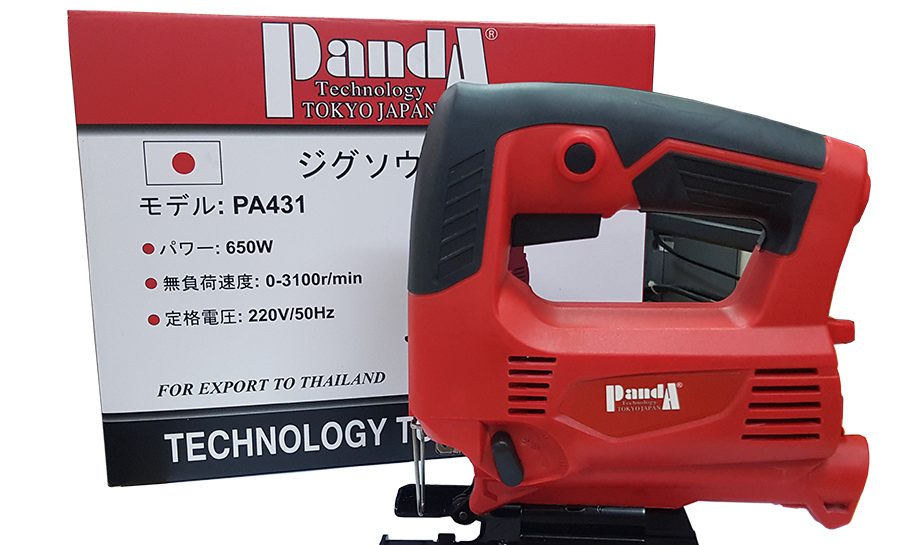 PandA®
Technology
TOKYO JAPAN
ジグソウ
モデル: PA431
パワー: 650W
無負荷速度: 0-3100r/min
定格電圧: 220V/50Hz
FOR EXPORT TO THAILAND
TECHNOLOGY
PandA®
Technology
TOKYO JAPAN